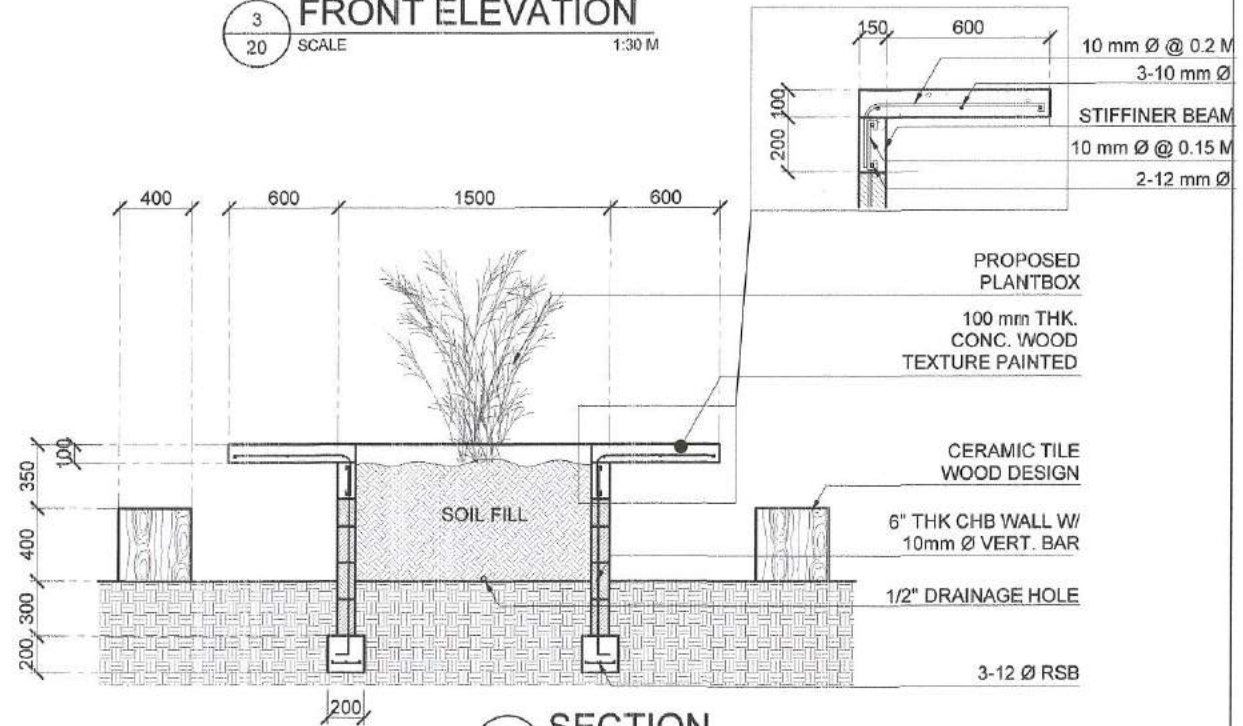 3
20
FRONT ELEVATION
SCALE
1:30 M
150
600
10 mm Ø @ 0.2 M
3-10 mm Ø
100
STIFFINER BEAM
200
10 mm Ø @ 0.15 M
2-12 mm Ø
400
600
1500
600
PROPOSED
PLANTBOX
100 mm THK.
CONC. WOOD
TEXTURE PAINTED
100
350
CERAMIC TILE
WOOD DESIGN
SOIL FILL
6" THK CHB WALL W/
10mm Ø VERT. BAR
400
1/2" DRAINAGE HOLE
300
200
3-12 Ø RSB
200
SECTION